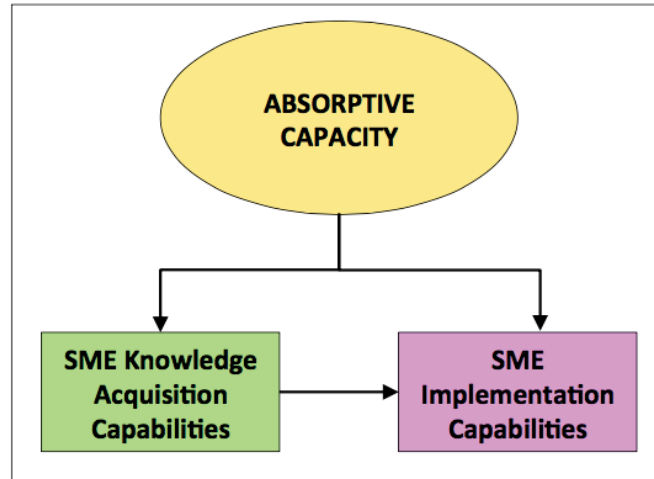 ABSORPTIVE
CAPACITY
SME Knowledge
Acquisition
Capabilities
SME
Implementation
Capabilities